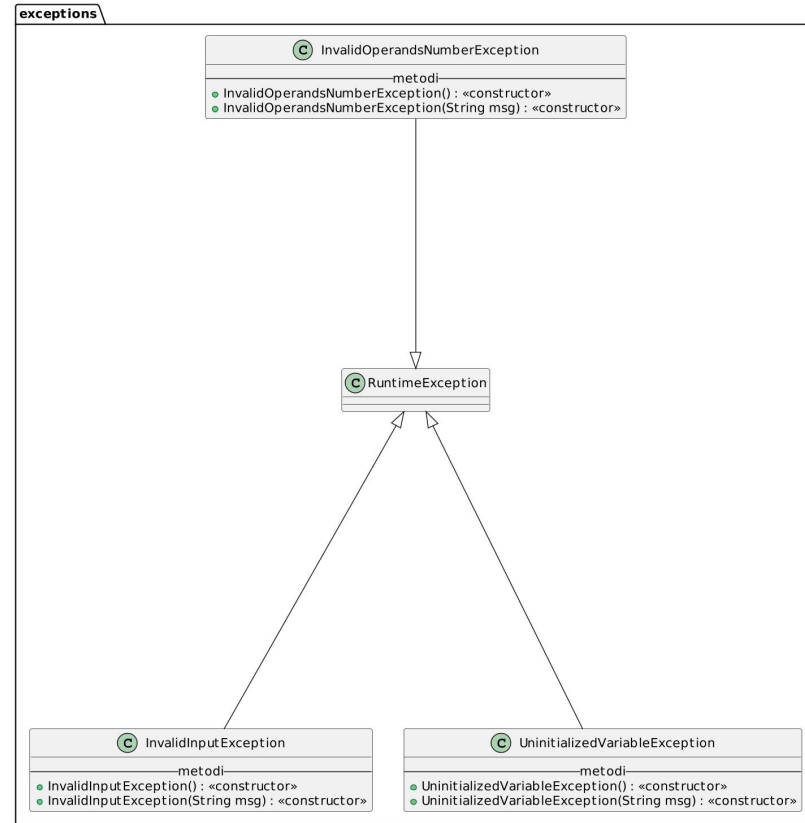 exceptions
C InvalidOperandsNumberException
metodi
InvalidOperandsNumberException() : «constructor»
InvalidOperandsNumberException(String msg) : «constructor»
C RuntimeException
C InvalidInputException
metodi
InvalidInputException() : «constructor»
InvalidInputException(String msg) : «constructor»
C UninitializedVariableException
metodi
UninitializedVariableException() : «constructor»
UninitializedVariableException(String msg) : «constructor»